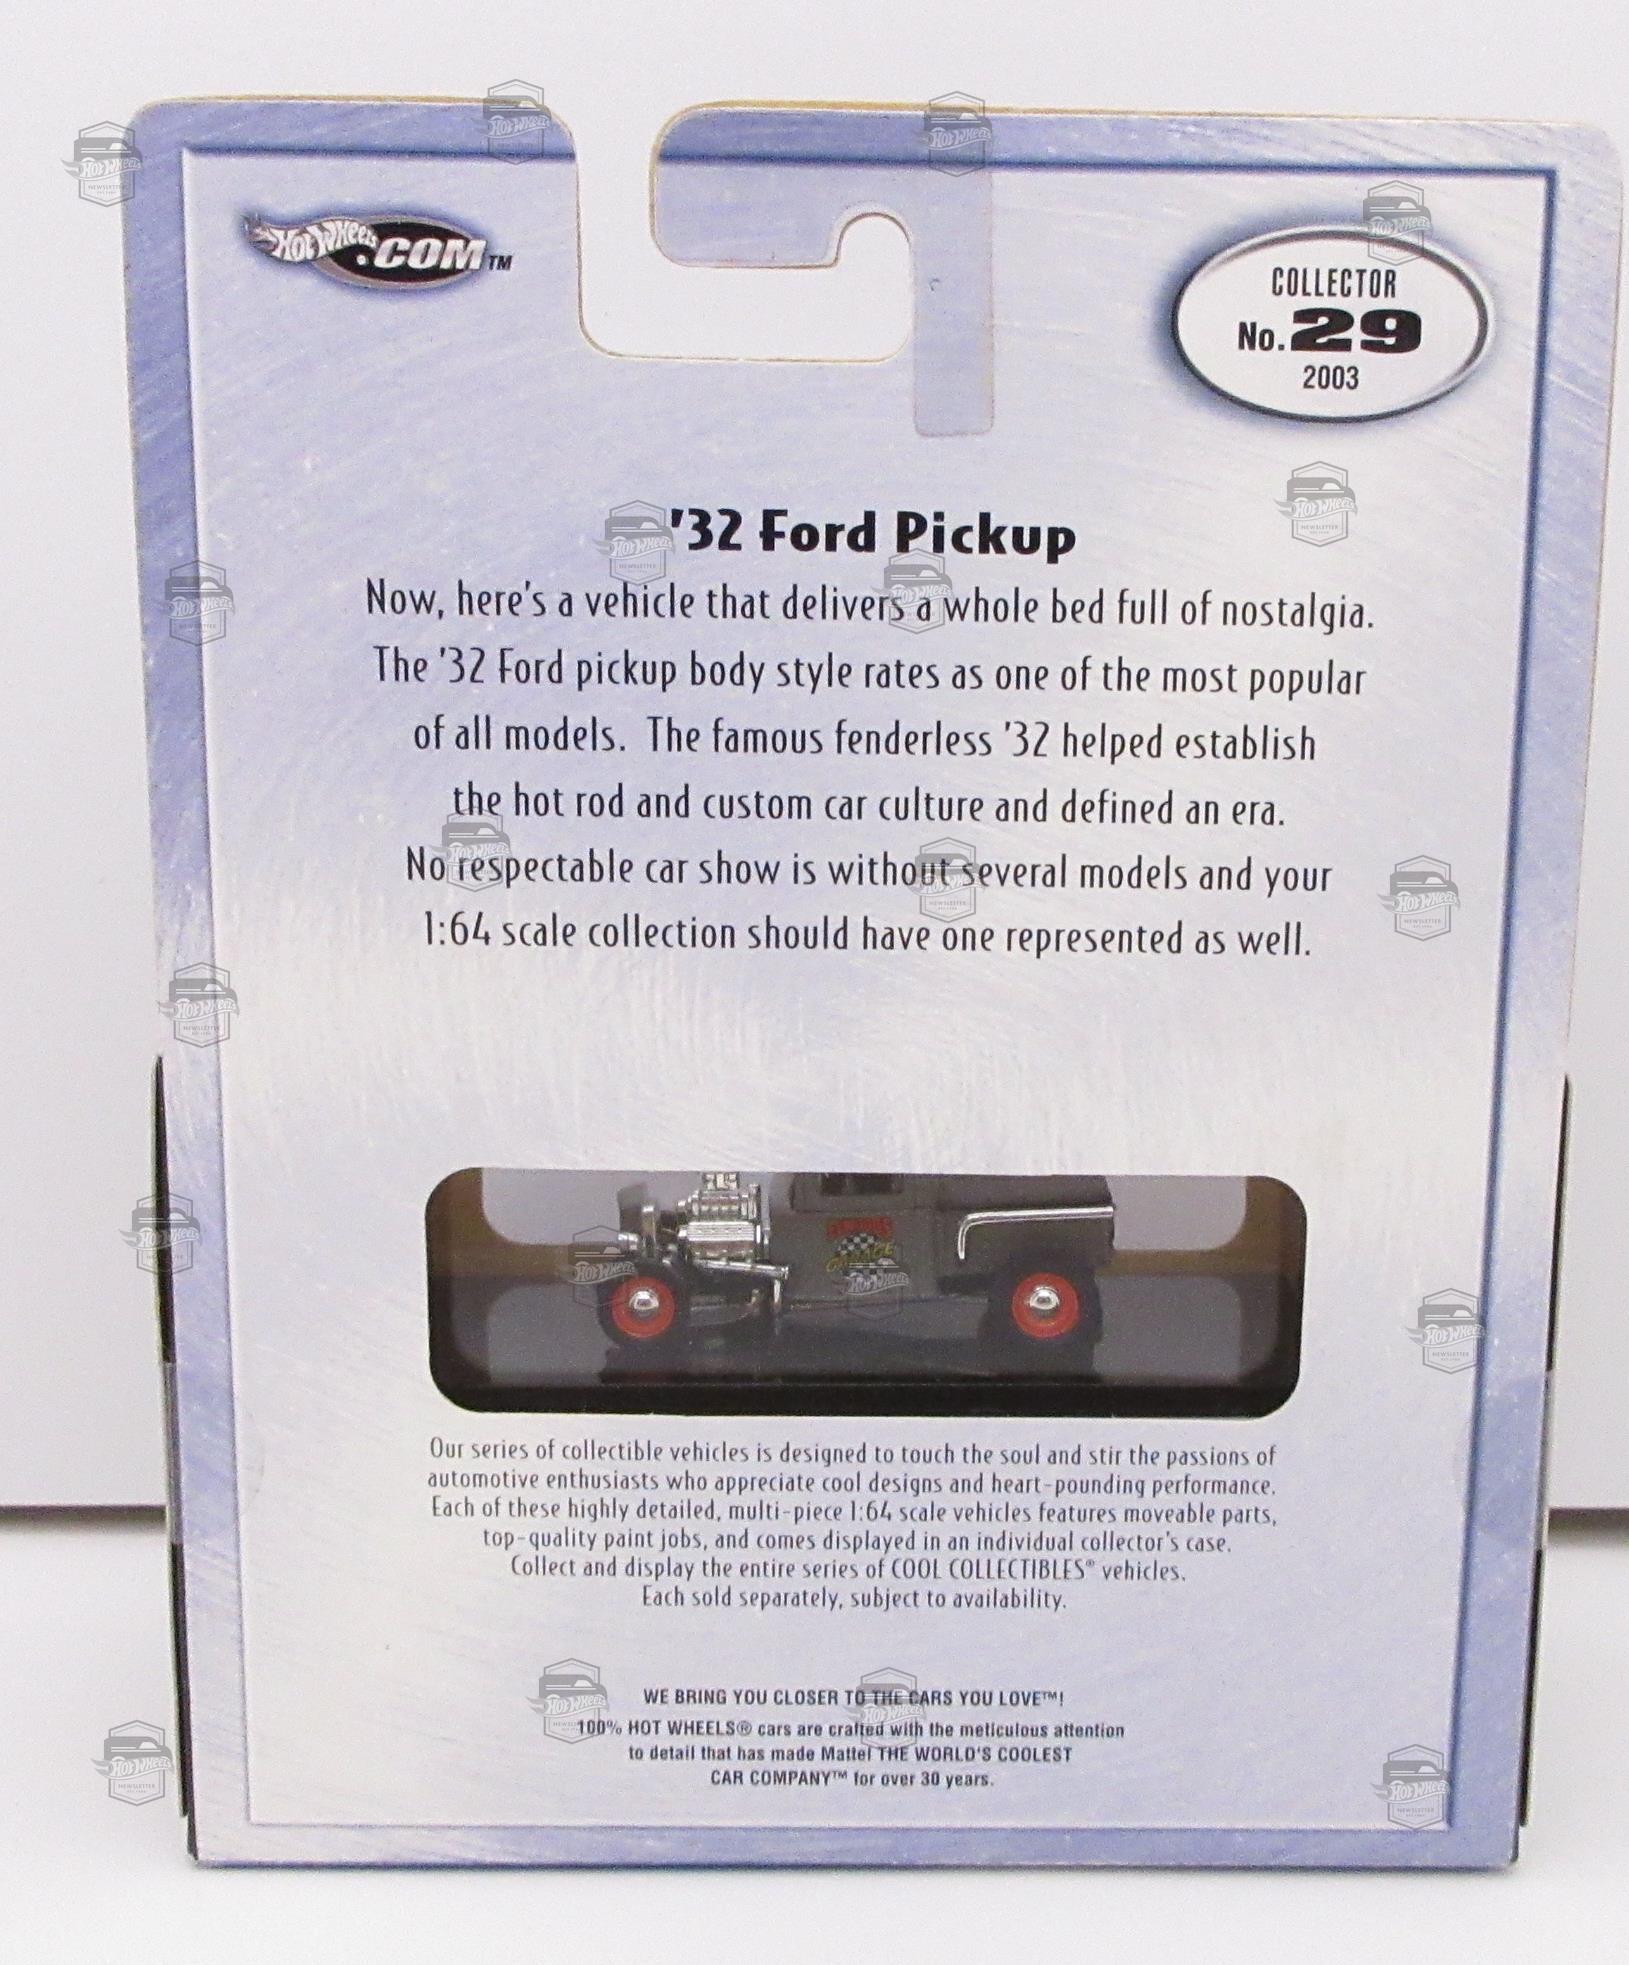 Hot Wheels
.COM™
COLLECTOR
No. 29
2003
'32 Ford Pickup
Now, here's a vehicle that delivers a whole bed full of nostalgia.
The '32 Ford pickup body style rates as one of the most popular
of all models. The famous fenderless '32 helped establish
the hot rod and custom car culture and defined an era.
No respectable car show is without several models and your
1:64 scale collection should have one represented as well.
GARAGE
Our series of collectible vehicles is designed to touch the soul and stir the passions of
automotive enthusiasts who appreciate cool designs and heart-pounding performance.
Each of these highly detailed, multi-piece 1:64 scale vehicles features moveable parts,
top-quality paint jobs, and comes displayed in an individual collector's case.
Collect and display the entire series of COOL COLLECTIBLES® vehicles.
Each sold separately, subject to availability.
WE BRING YOU CLOSER TO THE CARS YOU LOVE™!
100% HOT WHEELS® cars are crafted with the meticulous attention
to detail that has made Mattel THE WORLD'S COOLEST
CAR COMPANY™ for over 30 years.